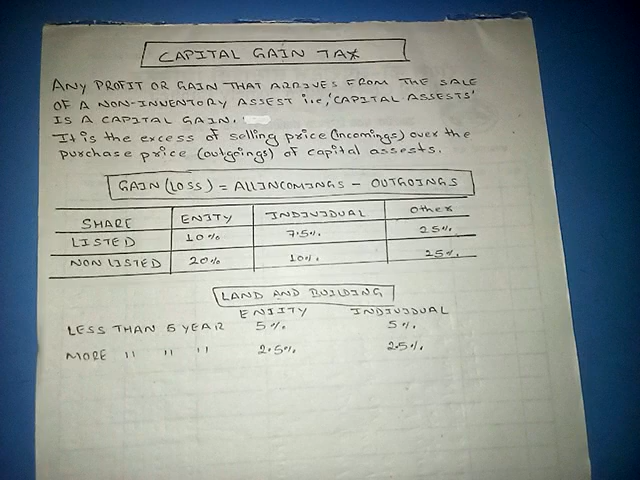 CAPITAL GAIN TAX
ANY PROFIT OR GAIN THAT ARRIVES FROM THE SALE
OF A NON-INVENTORY ASSEST i.e,'CAPITAL ASSESTS'
IS A CAPITAL GAIN.
It is the excess of selling price (incomings) over the
purchase price (outgoings) of capital assests.
GAIN (LOSS) = ALL INCOMINGS - OUTGOINGS
SHARE ENITY INDIVIDUAL Other
LISTED 10% 7.5% 25%
NON LISTED 20% 10% 25%
LAND AND BUILDING
ENITY INDIVIDUAL
LESS THAN 5 YEAR 5% 5%
MORE " " " 2.5% 2.5%